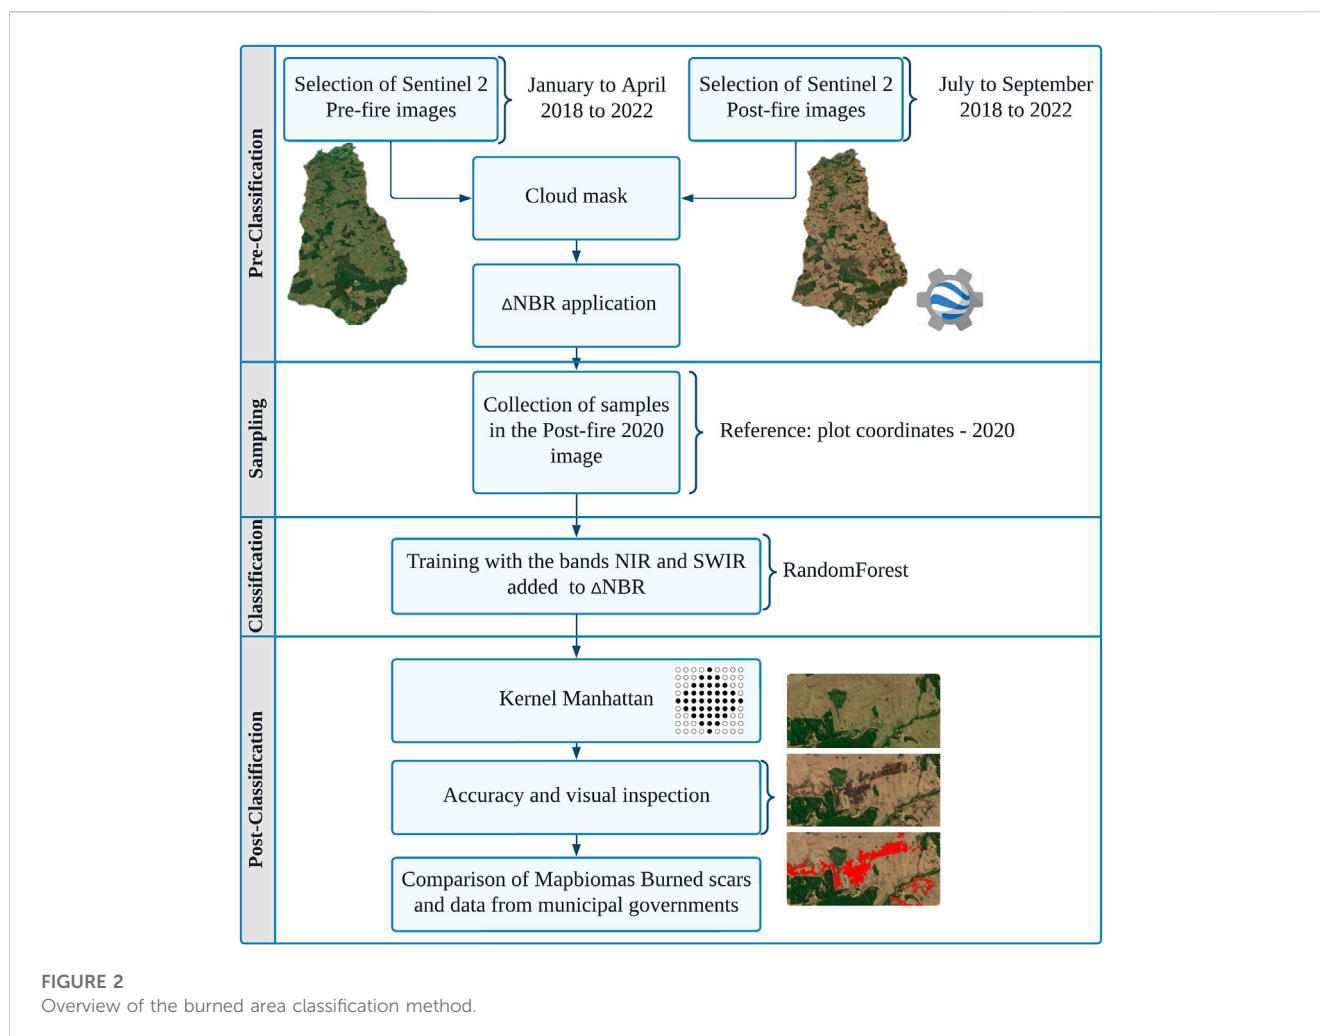 Pre-Classification
Selection of Sentinel 2
Pre-fire images
January to April
2018 to 2022
Selection of Sentinel 2
Post-fire images
July to September
2018 to 2022
Cloud mask
ΔNBR application
Sampling
Collection of samples
in the Post-fire 2020
image
Reference: plot coordinates - 2020
Classification
Training with the bands NIR and SWIR
added to ΔNBR
RandomForest
Post-Classification
Kernel Manhattan
Accuracy and visual inspection
Comparison of Mapbiomas Burned scars
and data from municipal governments
FIGURE 2
Overview of the burned area classification method.